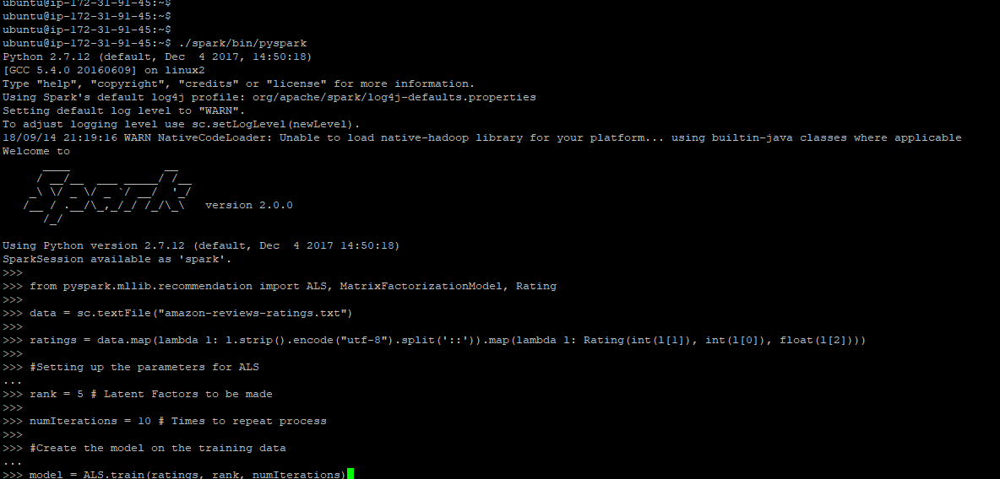 ubuntu@ip-172-31-91-45:~$
ubuntu@ip-172-31-91-45:~$
ubuntu@ip-172-31-91-45:~$
ubuntu@ip-172-31-91-45:~$ ./spark/bin/pyspark
Python 2.7.12 (default, Dec  4 2017, 14:50:18)
[GCC 5.4.0 20160609] on linux2
Type "help", "copyright", "credits" or "license" for more information.
Using Spark's default log4j profile: org/apache/spark/log4j-defaults.properties
Setting default log level to "WARN".
To adjust logging level use sc.setLogLevel(newLevel).
18/09/14 21:19:16 WARN NativeCodeLoader: Unable to load native-hadoop library for your platform... using builtin-java classes where applicable
Welcome to
      ____              __
     / __/__  ___ _____/ /__
    _\ \/ _ \/ _ `/ __/  '_/
   /__ / .__/\_,_/_/ /_/\_\   version 2.0.0
      /_/
Using Python version 2.7.12 (default, Dec  4 2017 14:50:18)
SparkSession available as 'spark'.
>>>
>>> from pyspark.mllib.recommendation import ALS, MatrixFactorizationModel, Rating
>>>
>>> data = sc.textFile("amazon-reviews-ratings.txt")
>>>
>>> ratings = data.map(lambda l: l.strip().encode("utf-8").split('::')).map(lambda l: Rating(int(l[1]), int(l[0]), float(l[2])))
>>>
>>> #Setting up the parameters for ALS
...
>>> rank = 5 # Latent Factors to be made
>>>
>>> numIterations = 10 # Times to repeat process
>>>
>>> #Create the model on the training data
...
>>> model = ALS.train(ratings, rank, numIterations)